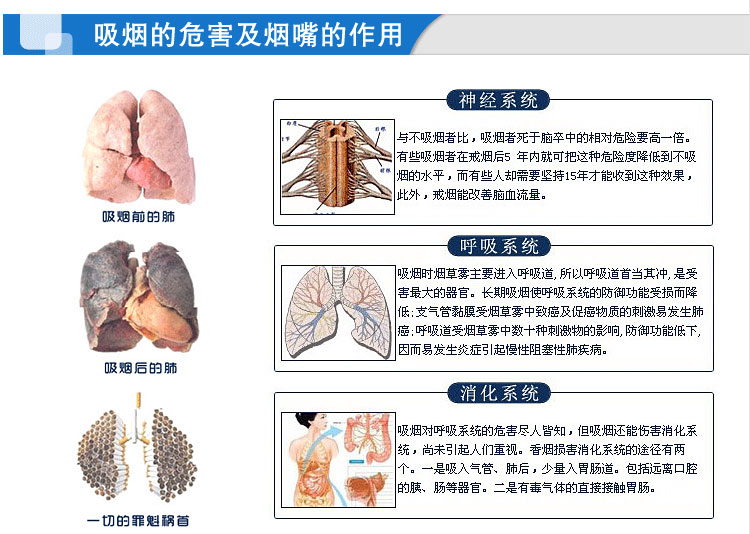 吸烟的危害及烟嘴的作用
吸烟前的肺
吸烟后的肺
一切的罪魁祸首
神经系统
与不吸烟者比，吸烟者死于脑卒中的相对危险要高一倍。
有些吸烟者在戒烟后5 年内就可把这种危险度降低到不吸
烟的水平，而有些人却需要坚持15年才能收到这种效果，
此外，戒烟能改善脑血流量。
呼吸系统
吸烟时烟草雾主要进入呼吸道, 所以呼吸道首当其冲, 是受
害最大的器官。长期吸烟使呼吸系统的防御功能受损而降
低; 支气管黏膜受烟草雾中致癌及促癌物质的刺激易发生肺
癌; 呼吸道受烟草雾中数十种刺激物的影响, 防御功能低下,
因而易发生炎症引起慢性阻塞性肺疾病。
消化系统
吸烟对呼吸系统的危害尽人皆知，但吸烟还能伤害消化系
统，尚未引起人们重视。香烟损害消化系统的途径有两
个。一是吸入气管、肺后，少量入胃肠道。包括远离口腔
的胰、肠等器官。二是有毒气体的直接接触胃肠。